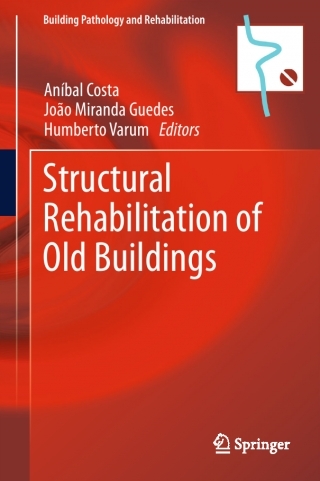 Building Pathology and Rehabilitation
Aníbal Costa
João Miranda Guedes
Humberto Varum Editors
Structural
Rehabilitation of
Old Buildings
Springer